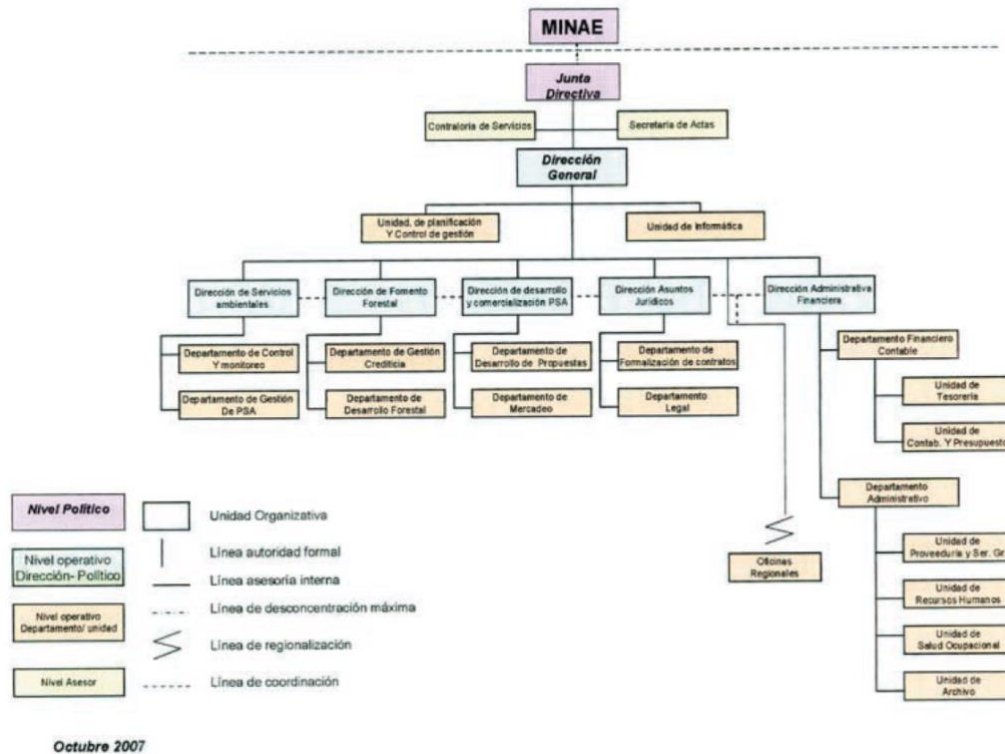 MINAE
Junta
Directiva
Contraloría de Servicios
Secretaría de Actas
Dirección
General
Unidad. de planificación
Y Control de gestión
Unidad de Informática
Dirección de Servicios
ambientales
Dirección de Fomento
Forestal
Dirección de desarrollo
y comercialización PSA
Dirección Asuntos
Jurídicos
Dirección Administrativa
Financiera
Departamento de Control
Y monitoreo
Departamento de Gestión
Crediticia
Departamento de
Desarrollo de Propuestas
Departamento de
Formalización de contratos
Departamento Financiero
Contable
Departamento de Gestión
De PSA
Departamento de
Desarrollo Forestal
Departamento de
Mercadeo
Departamento
Legal
Unidad de
Tesorería
Unidad de
Contab. Y Presupuesto
Departamento
Administrativo
Oficinas
Regionales
Unidad de
Proveeduría y Ser. Gr
Unidad de
Recursos Humanos
Unidad de
Salud Ocupacional
Unidad de
Archivo
Nivel Político
Unidad Organizativa
Nivel operativo
Dirección- Político
Línea autoridad formal
Línea asesoría interna
Nivel operativo
Departamento/ unidad
Línea de desconcentración máxima
Línea de regionalización
Nivel Asesor
Línea de coordinación
Octubre 2007